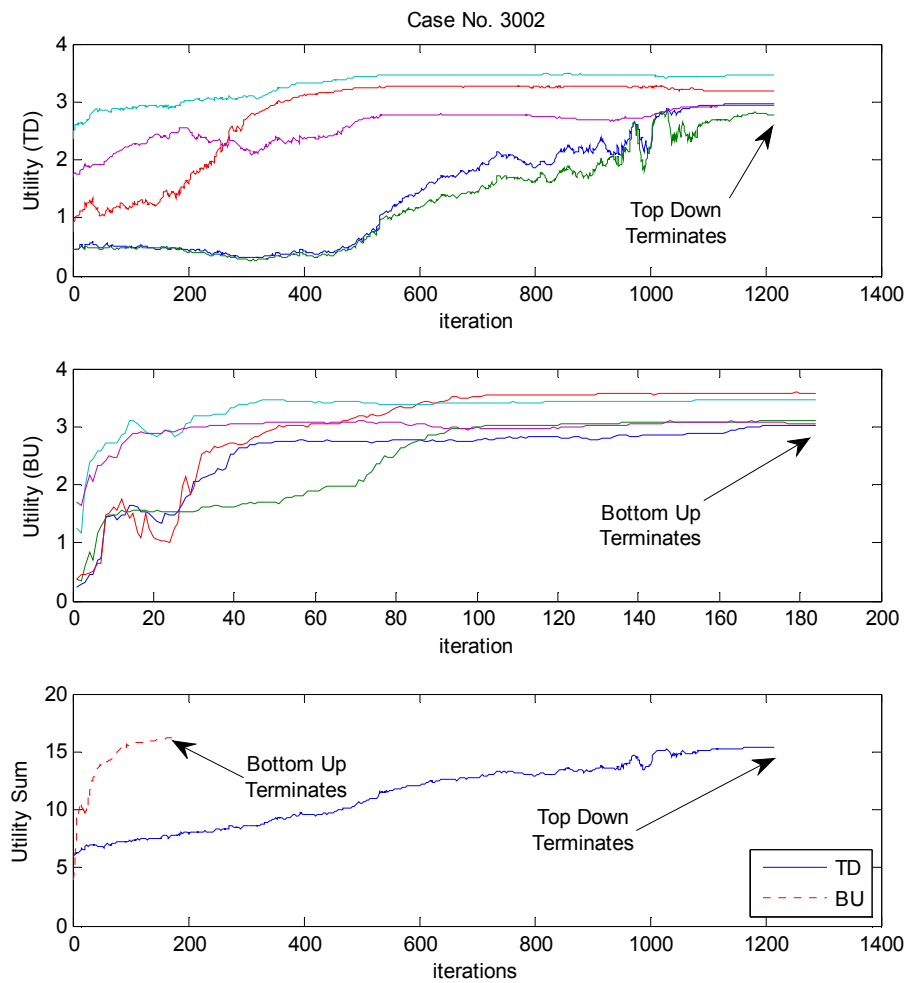 Case No. 3002
4
3
2
1
0
Utility (TD)
Top Down
Terminates
0 200 400 600 800 1000 1200 1400
iteration
4
3
2
1
0
Utility (BU)
Bottom Up
Terminates
0 20 40 60 80 100 120 140 160 180 200
iteration
20
15
10
5
0
Utility Sum
Bottom Up
Terminates
Top Down
Terminates
TD
BU
0 200 400 600 800 1000 1200 1400
iterations